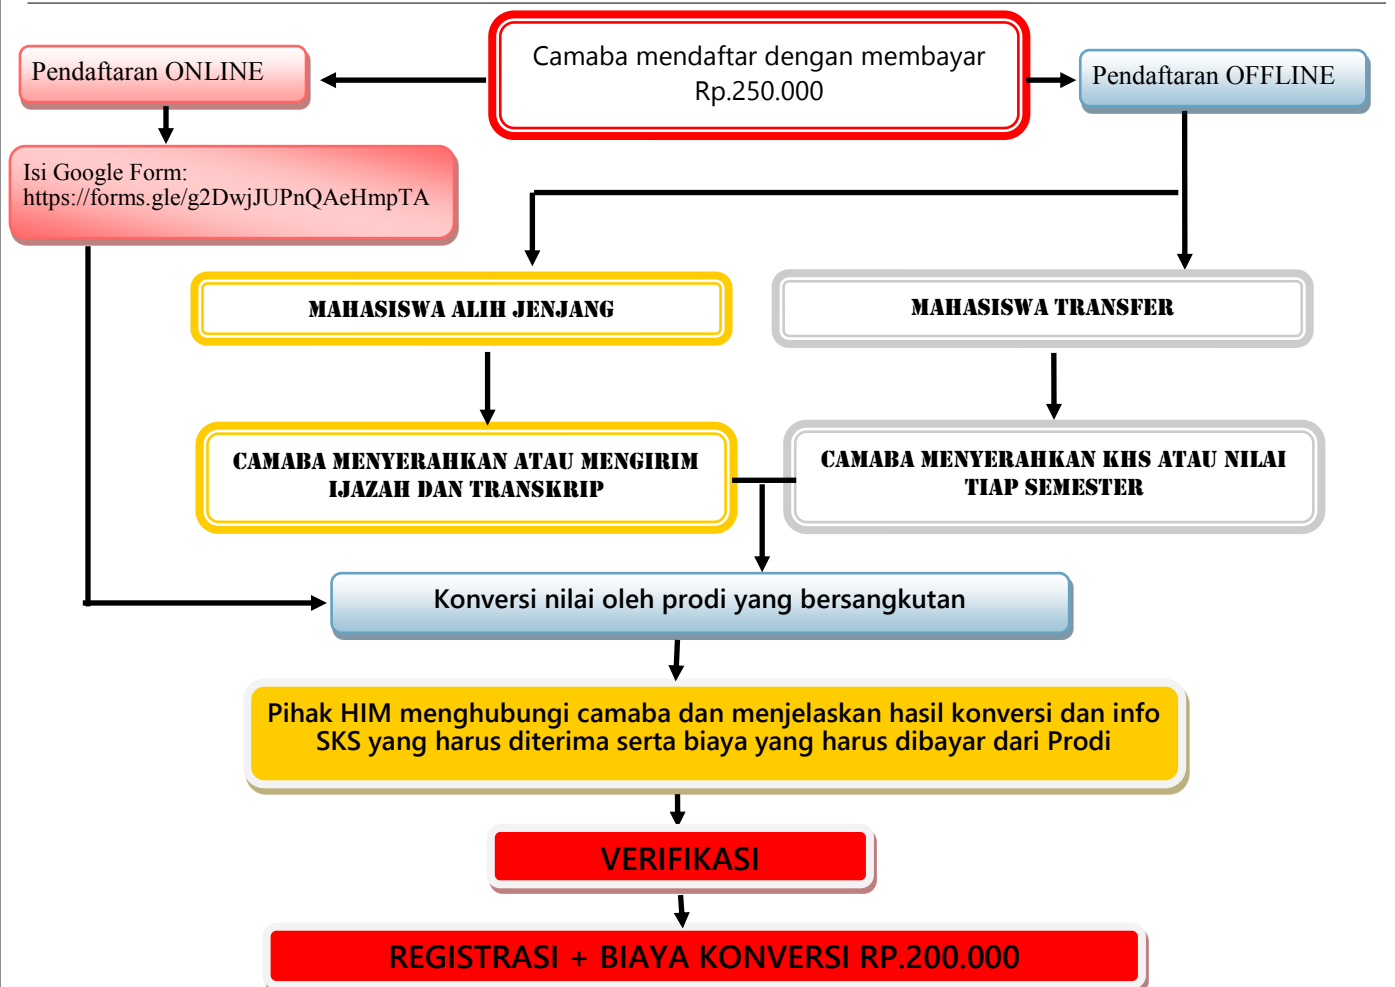 Camaba mendaftar dengan membayar
Rp.250.000
Pendaftaran ONLINE
Pendaftaran OFFLINE
Isi Google Form:
https://forms.gle/g2DwjJUPnQAeHmpTA
MAHASISWA ALIH JENJANG
MAHASISWA TRANSFER
CAMABA MENYERAHKAN ATAU MENGIRIM
IJAZAH DAN TRANSKRIP
CAMABA MENYERAHKAN KHS ATAU NILAI
TIAP SEMESTER
Konversi nilai oleh prodi yang bersangkutan
Pihak HIM menghubungi camaba dan menjelaskan hasil konversi dan info
SKS yang harus diterima serta biaya yang harus dibayar dari Prodi
VERIFIKASI
REGISTRASI + BIAYA KONVERSI RP.200.000